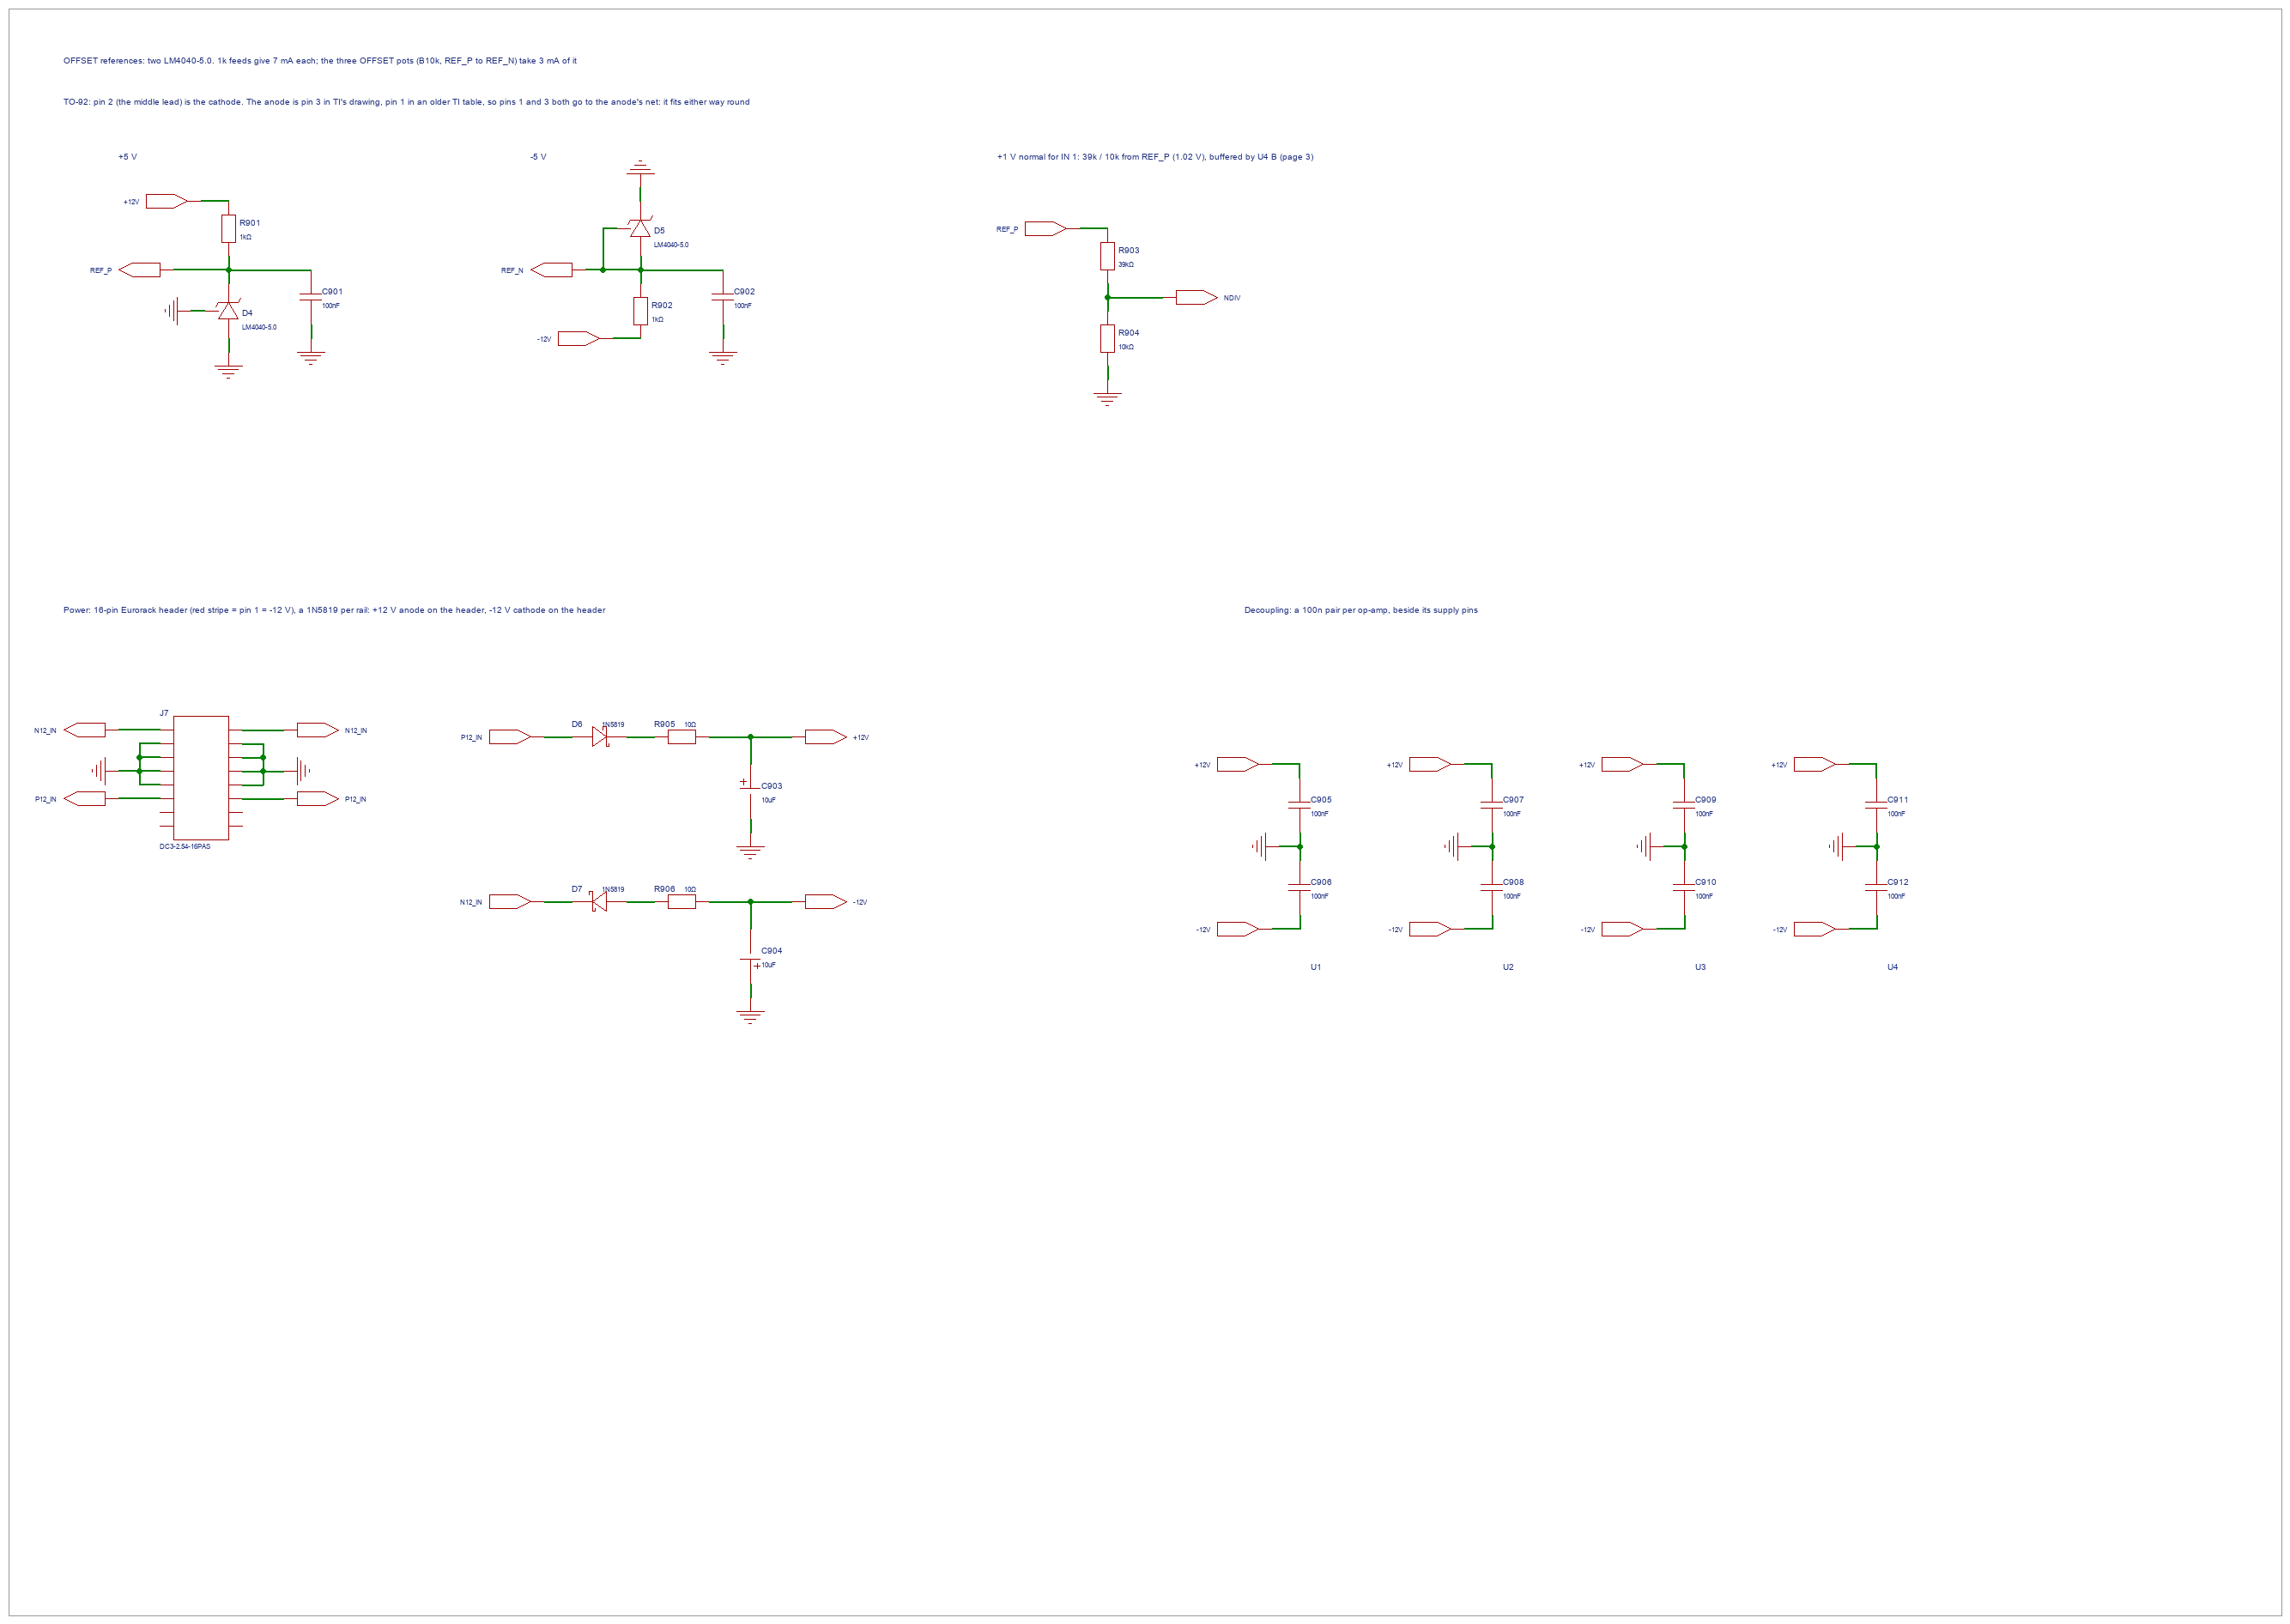 OFFSET references: two LM4040-5.0. 1k feeds give 7 mA each; the three OFFSET pots (B10k, REF_P to REF_N) take 3 mA of it
TO-92: pin 2 (the middle lead) is the cathode. The anode is pin 3 in TI's drawing, pin 1 in an older TI table, so pins 1 and 3 both go to the anode's net: it fits either way round
+5 V
-5 V
+1 V normal for IN 1: 39k / 10k from REF_P (1.02 V), buffered by U4 B (page 3)
+12V
R901
1kΩ
REF_P
C901
100nF
D4
LM4040-5.0
D5
LM4040-5.0
REF_N
R902
1kΩ
C902
100nF
-12V
REF_P
R903
39kΩ
NDIV
R904
10kΩ
Power: 16-pin Eurorack header (red stripe = pin 1 = -12 V), a 1N5819 per rail: +12 V anode on the header, -12 V cathode on the header
Decoupling: a 100n pair per op-amp, beside its supply pins
J7
N12_IN
N12_IN
P12_IN
P12_IN
DC3-2.54-16PAS
D6
1N5819
R905
10Ω
P12_IN
+12V
C903
10uF
D7
1N5819
R906
10Ω
N12_IN
-12V
C904
10uF
+12V
C905
100nF
C906
100nF
-12V
U1
+12V
C907
100nF
C908
100nF
-12V
U2
+12V
C909
100nF
C910
100nF
-12V
U3
+12V
C911
100nF
C912
100nF
-12V
U4